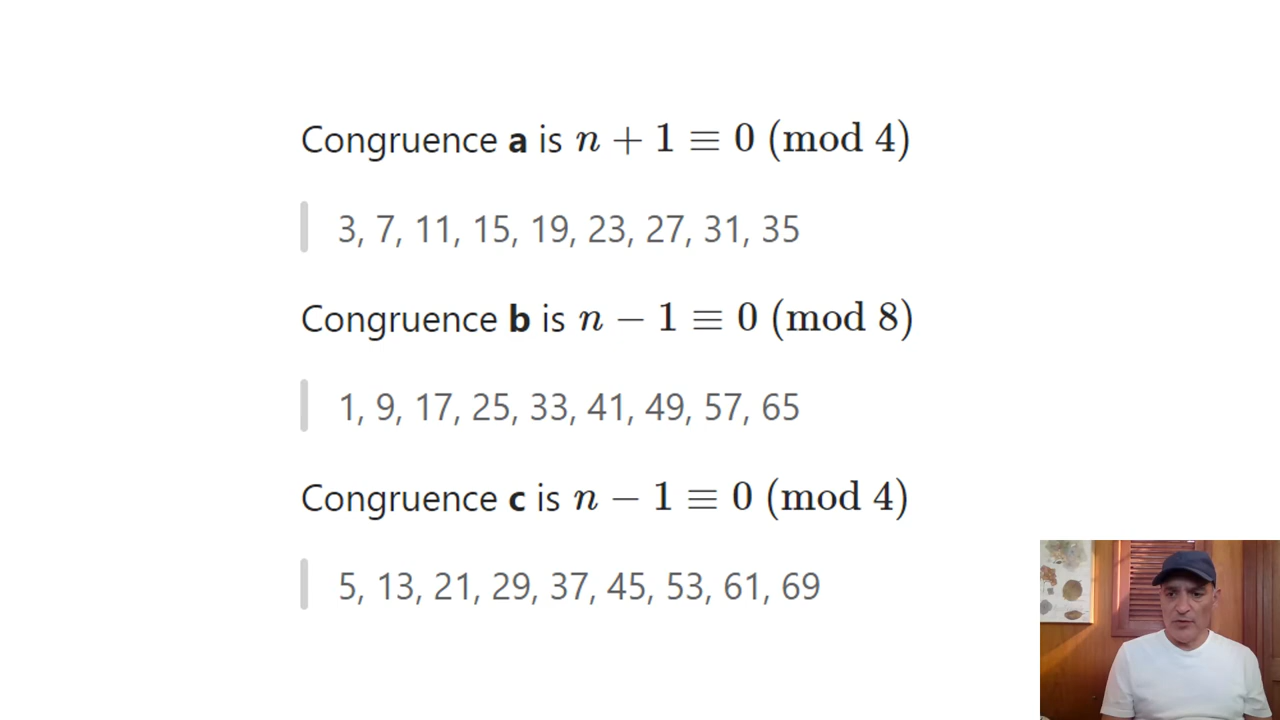 Congruence a is n + 1 ≡ 0 (mod 4)
3, 7, 11, 15, 19, 23, 27, 31, 35
Congruence b is n − 1 ≡ 0 (mod 8)
1, 9, 17, 25, 33, 41, 49, 57, 65
Congruence c is n − 1 ≡ 0 (mod 4)
5, 13, 21, 29, 37, 45, 53, 61, 69